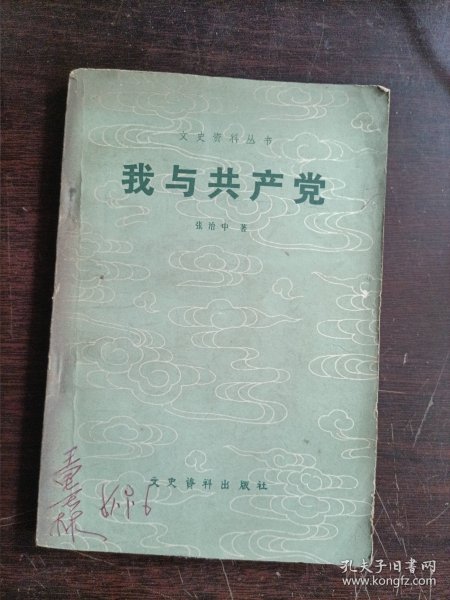 文史资料丛书
我与共产党
张治中 著
文史资料出版社
孔夫子旧书网
www.kongfz.com